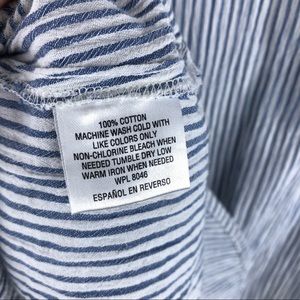 100% COTTON
MACHINE WASH COLD WITH
LIKE COLORS ONLY
NON-CHLORINE BLEACH WHEN
NEEDED TUMBLE DRY LOW
WARM IRON WHEN NEEDED
WPL 8046
ESPAÑOL EN REVERSO